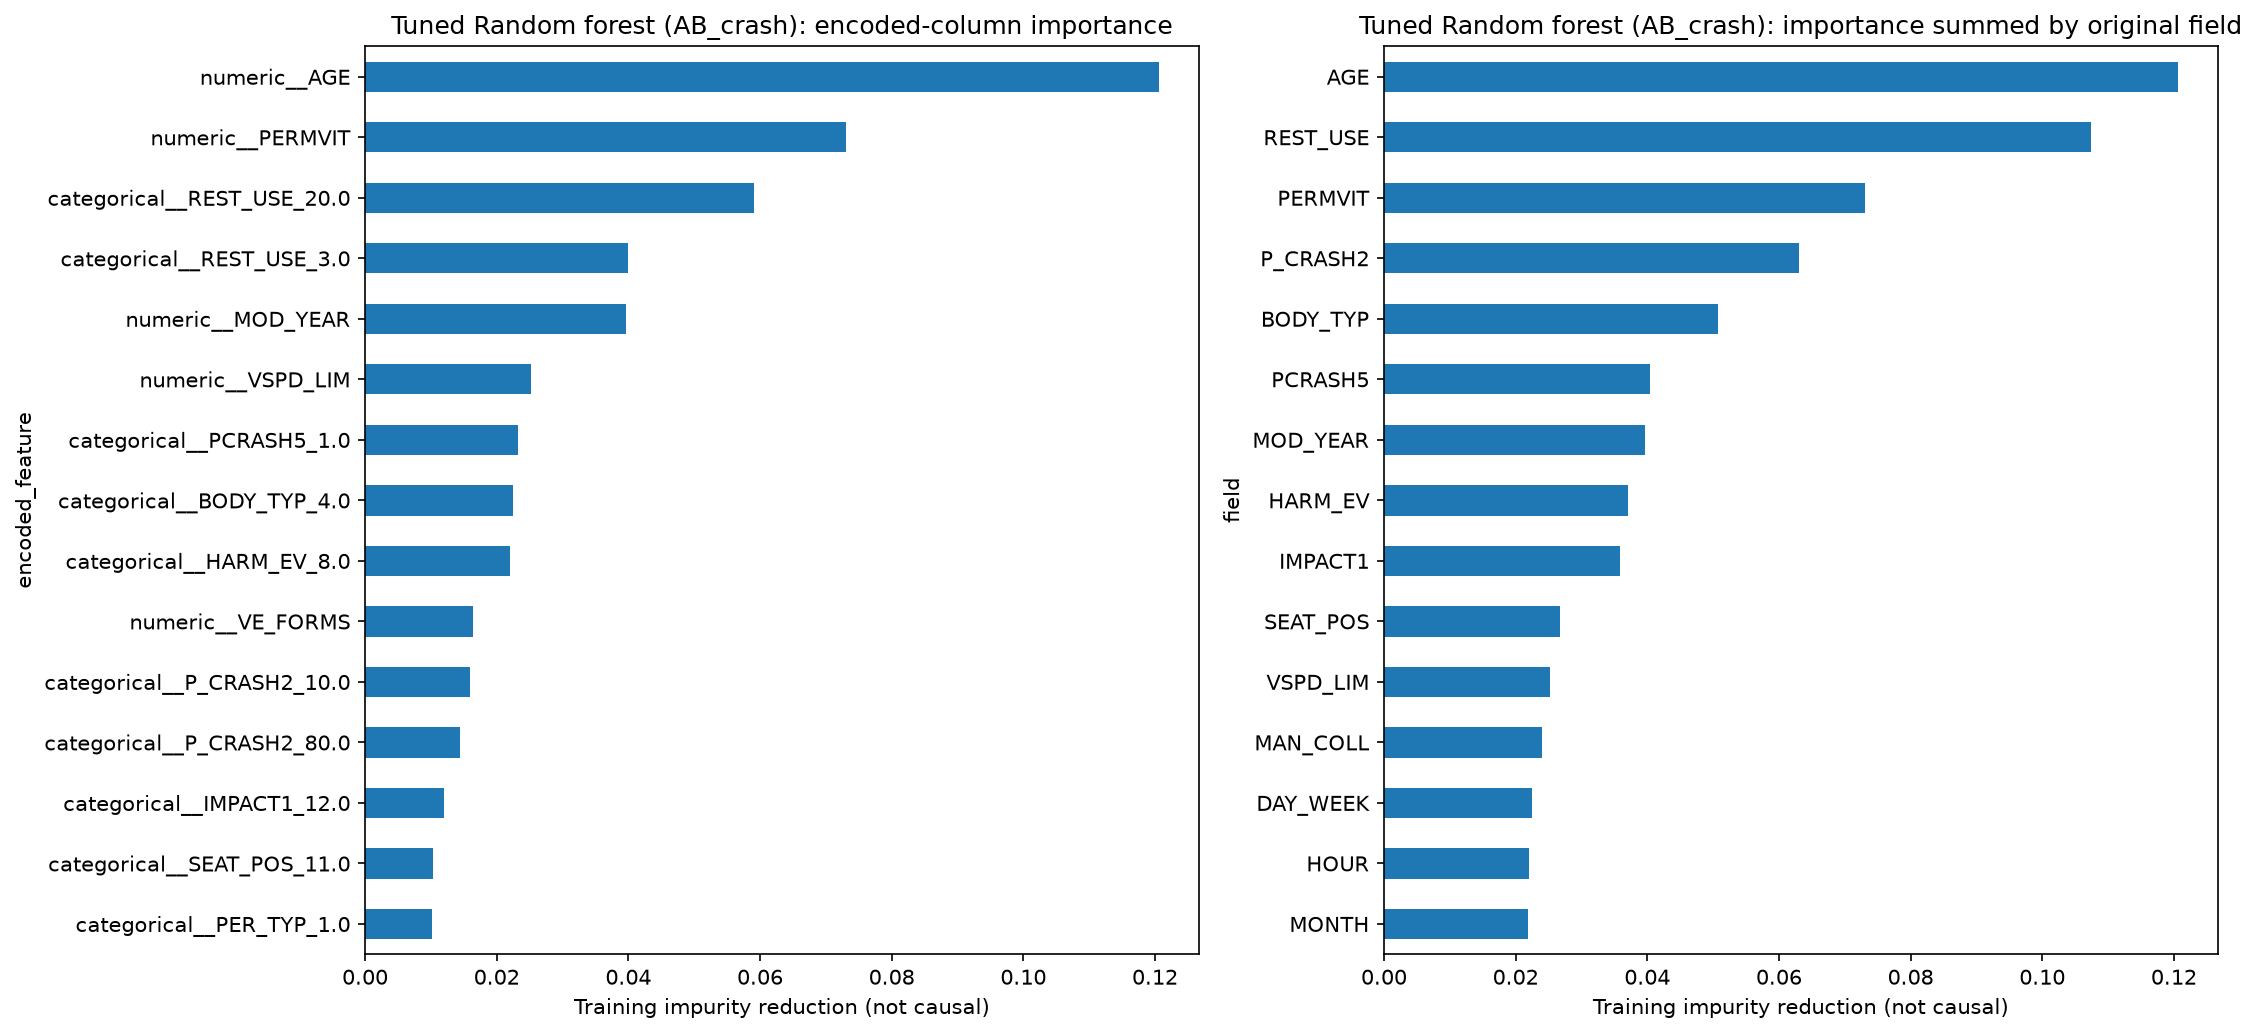 Tuned Random forest (AB_crash): encoded-column importance
encoded_feature
numeric__AGE
numeric__PERMVIT
categorical__REST_USE_20.0
categorical__REST_USE_3.0
numeric__MOD_YEAR
numeric__VSPD_LIM
categorical__PCRASH5_1.0
categorical__BODY_TYP_4.0
categorical__HARM_EV_8.0
numeric__VE_FORMS
categorical__P_CRASH2_10.0
categorical__P_CRASH2_80.0
categorical__IMPACT1_12.0
categorical__SEAT_POS_11.0
categorical__PER_TYP_1.0
0.00 0.02 0.04 0.06 0.08 0.10 0.12
Training impurity reduction (not causal)
Tuned Random forest (AB_crash): importance summed by original field
field
AGE
REST_USE
PERMVIT
P_CRASH2
BODY_TYP
PCRASH5
MOD_YEAR
HARM_EV
IMPACT1
SEAT_POS
VSPD_LIM
MAN_COLL
DAY_WEEK
HOUR
MONTH
0.00 0.02 0.04 0.06 0.08 0.10 0.12
Training impurity reduction (not causal)